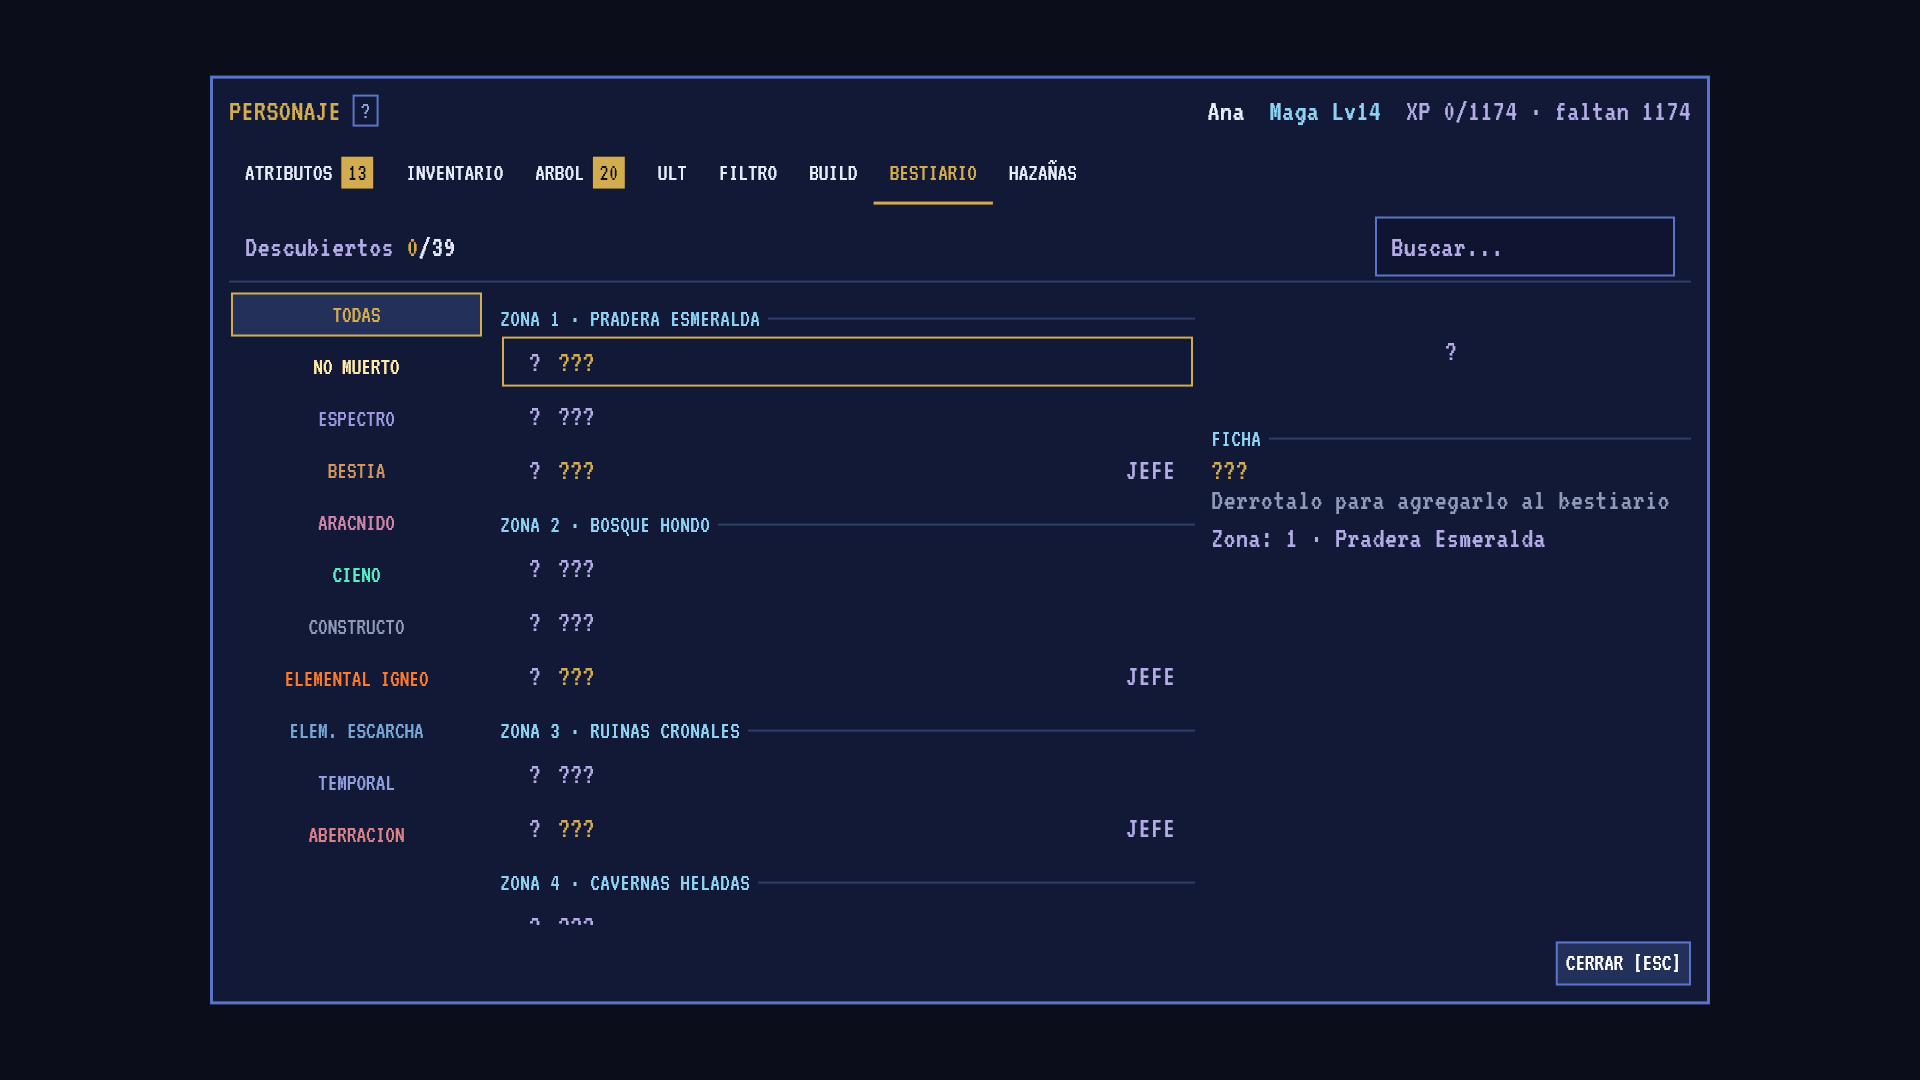 PERSONAJE ?
Ana Maga Lv14 XP 0/1174 · faltan 1174
ATRIBUTOS 13 INVENTARIO ARBOL 20 ULT FILTRO BUILD BESTIARIO HAZAÑAS
Descubiertos 0/39
Buscar...
TODAS
NO MUERTO
ESPECTRO
BESTIA
ARACNIDO
CIENO
CONSTRUCTO
ELEMENTAL IGNEO
ELEM. ESCARCHA
TEMPORAL
ABERRACION
ZONA 1 · PRADERA ESMERALDA
? ???
? ???
? ??? JEFE
ZONA 2 · BOSQUE HONDO
? ???
? ???
? ??? JEFE
ZONA 3 · RUINAS CRONALES
? ???
? ??? JEFE
ZONA 4 · CAVERNAS HELADAS
? ???
?
FICHA
???
Derrotalo para agregarlo al bestiario
Zona: 1 · Pradera Esmeralda
CERRAR [ESC]